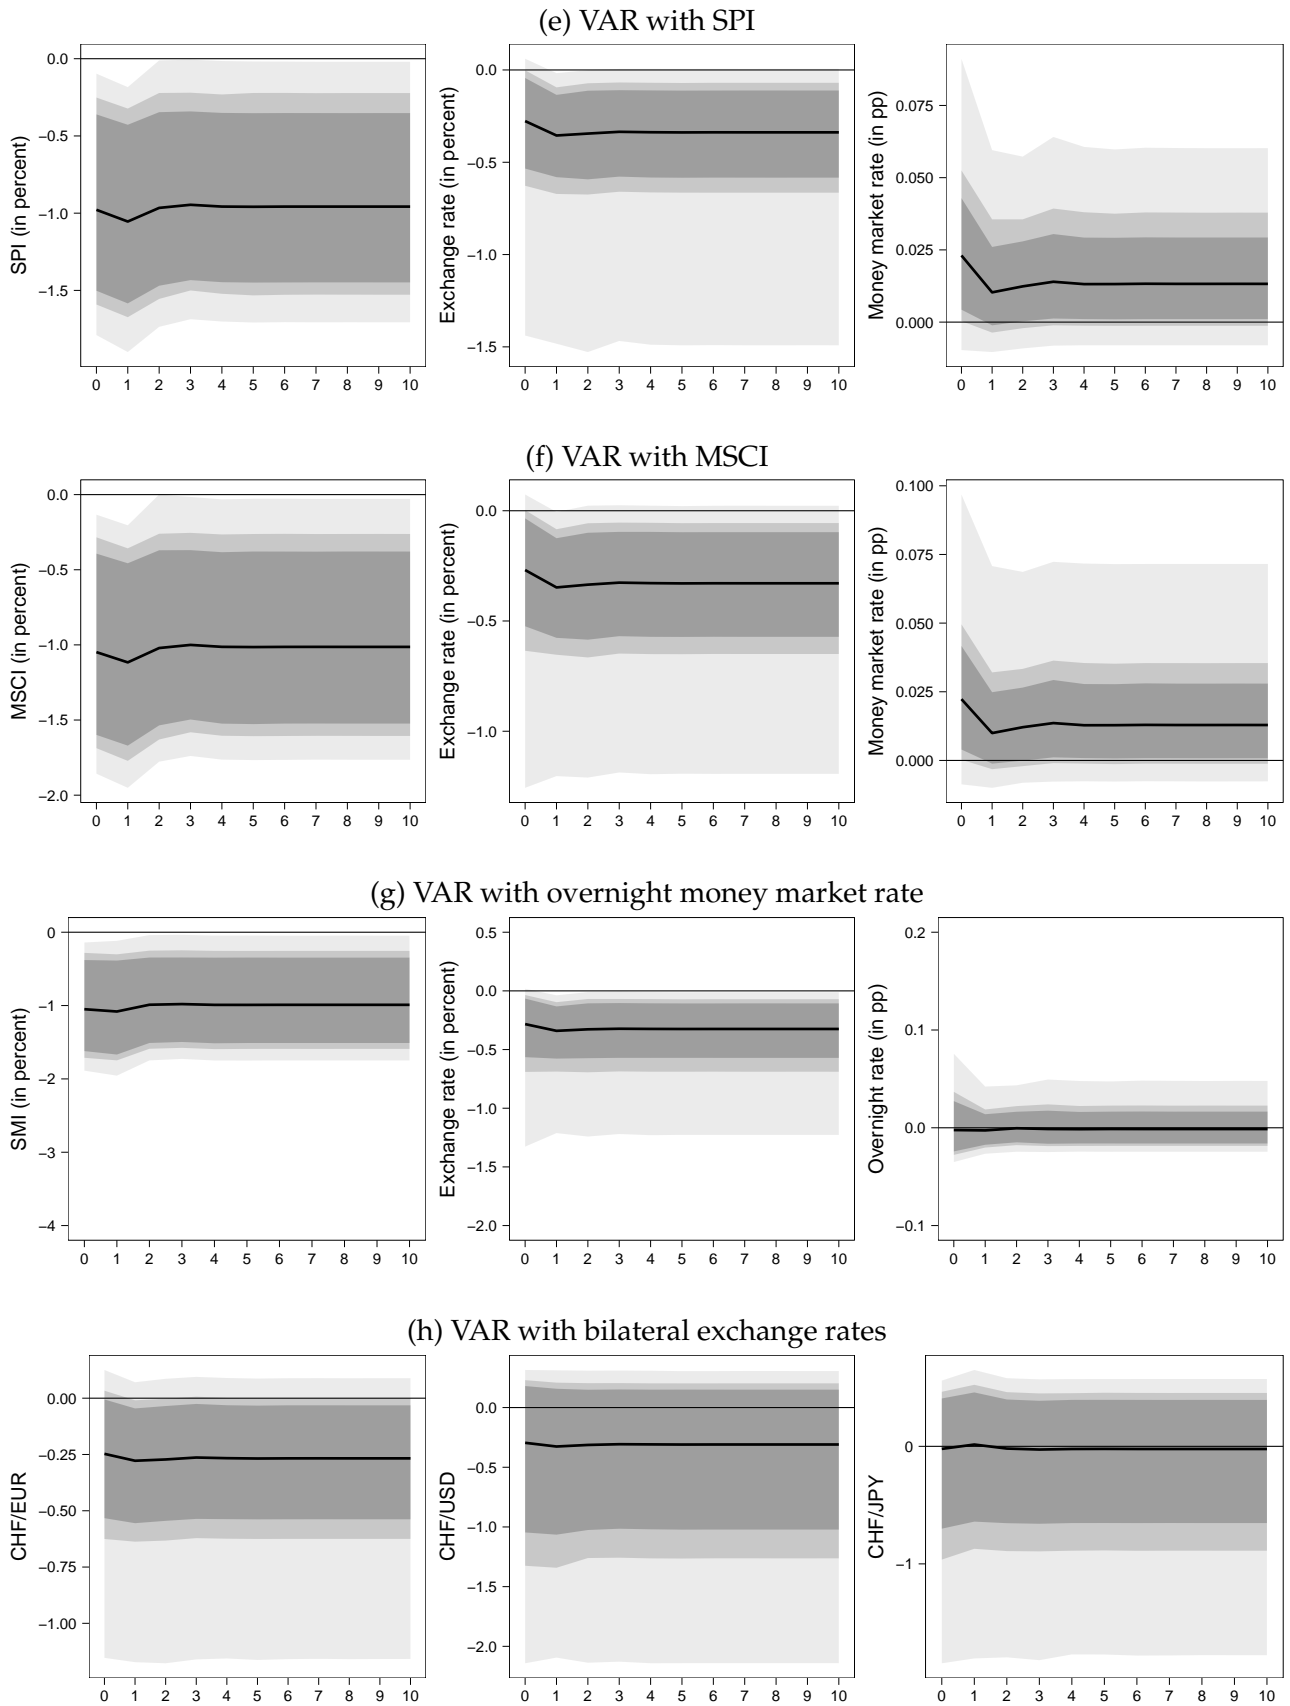 (e) VAR with SPI
SPI (in percent)
0.0
−0.5
−1.0
−1.5
0 1 2 3 4 5 6 7 8 9 10
Exchange rate (in percent)
0.0
−0.5
−1.0
−1.5
0 1 2 3 4 5 6 7 8 9 10
Money market rate (in pp)
0.075
0.050
0.025
0.000
0 1 2 3 4 5 6 7 8 9 10
(f) VAR with MSCI
MSCI (in percent)
0.0
−0.5
−1.0
−1.5
−2.0
0 1 2 3 4 5 6 7 8 9 10
Exchange rate (in percent)
0.0
−0.5
−1.0
0 1 2 3 4 5 6 7 8 9 10
Money market rate (in pp)
0.100
0.075
0.050
0.025
0.000
0 1 2 3 4 5 6 7 8 9 10
(g) VAR with overnight money market rate
SMI (in percent)
0
−1
−2
−3
−4
0 1 2 3 4 5 6 7 8 9 10
Exchange rate (in percent)
0.5
0.0
−0.5
−1.0
−1.5
−2.0
0 1 2 3 4 5 6 7 8 9 10
Overnight rate (in pp)
0.2
0.1
0.0
−0.1
0 1 2 3 4 5 6 7 8 9 10
(h) VAR with bilateral exchange rates
CHF/EUR
0.00
−0.25
−0.50
−0.75
−1.00
0 1 2 3 4 5 6 7 8 9 10
CHF/USD
0.0
−0.5
−1.0
−1.5
−2.0
0 1 2 3 4 5 6 7 8 9 10
CHF/JPY
0
−1
0 1 2 3 4 5 6 7 8 9 10